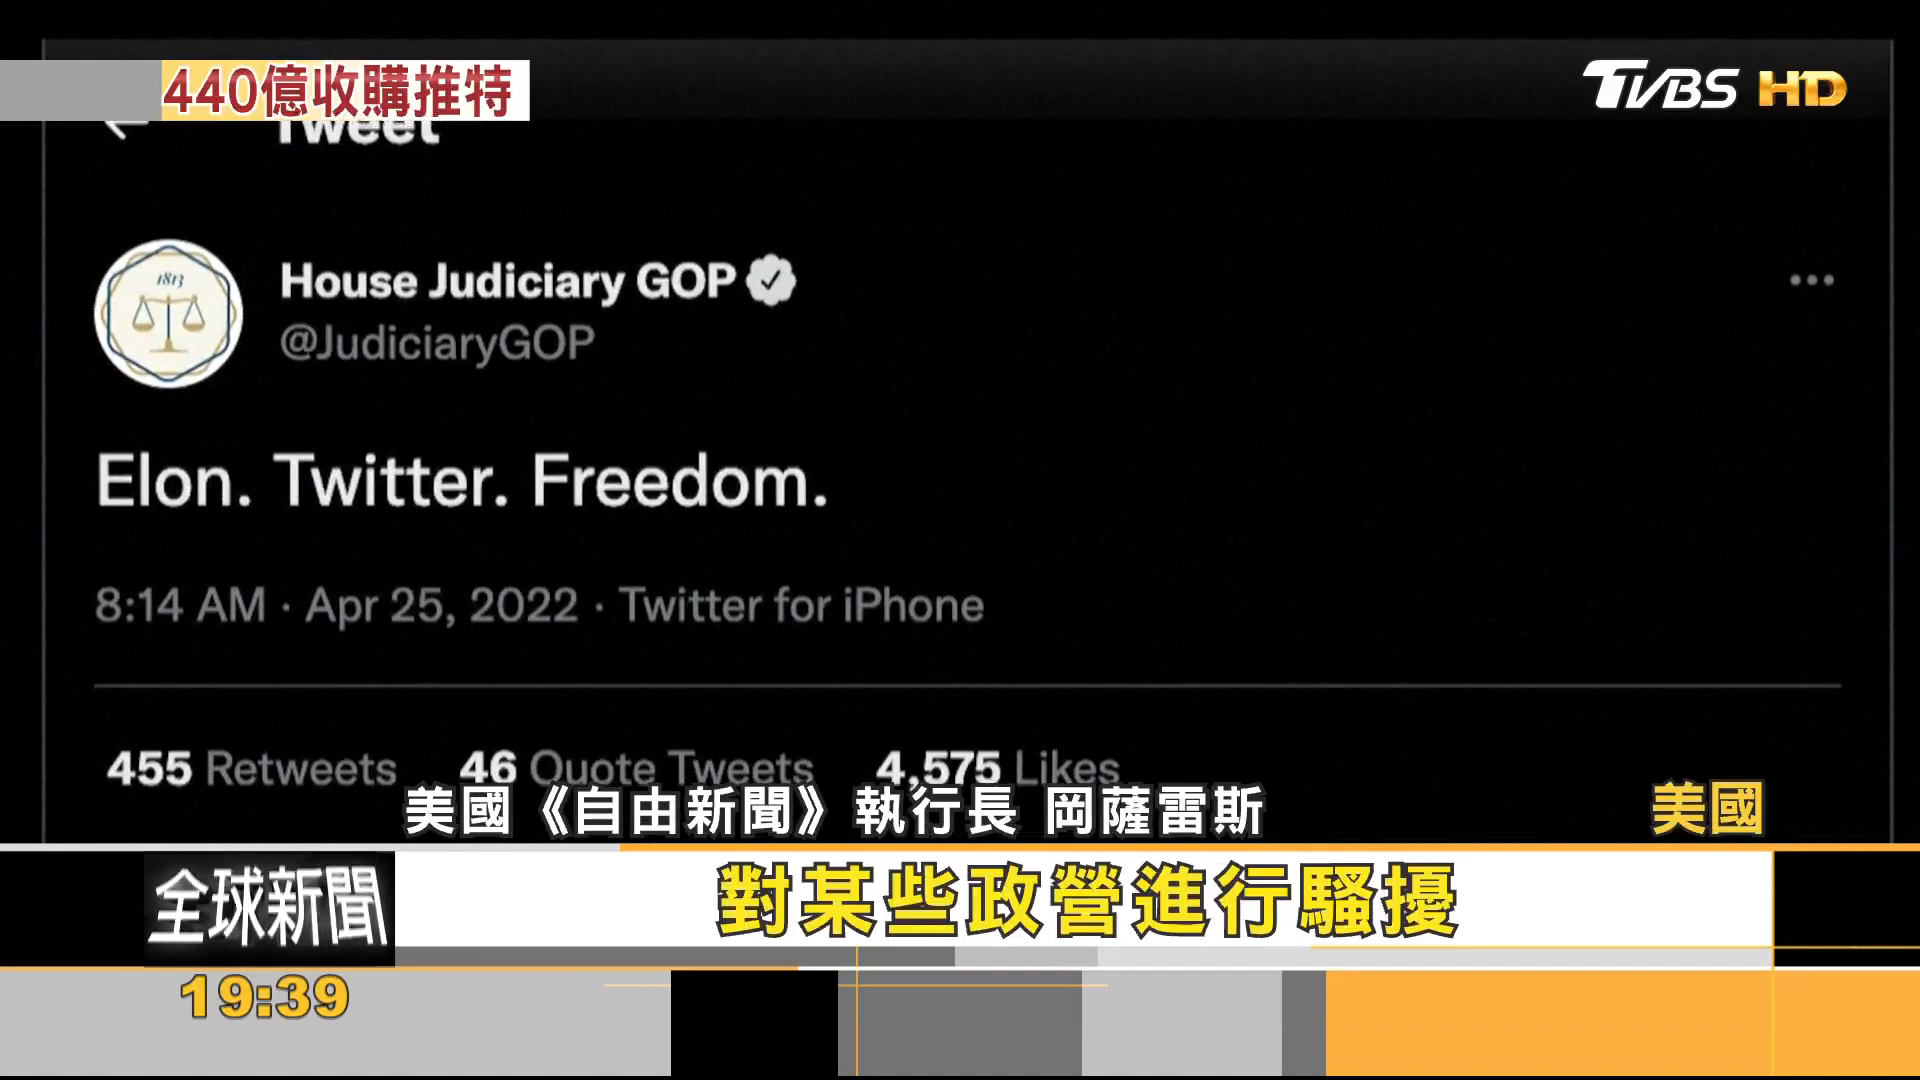 440億收購推特
TVBS HD
Tweet
1813
House Judiciary GOP
@JudiciaryGOP
Elon. Twitter. Freedom.
8:14 AM · Apr 25, 2022 · Twitter for iPhone
455 Retweets 46 Quote Tweets 4,575 Likes
美國《自由新聞》執行長 岡薩雷斯
美國
全球新聞
對某些政營進行騷擾
19:39